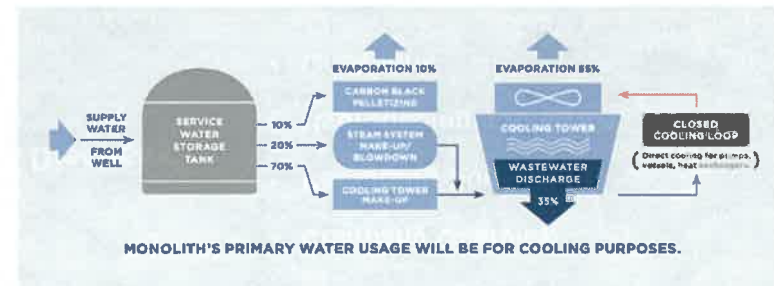 SUPPLY
WATER
FROM
WELL
SERVICE
WATER
STORAGE
TANK
10%
20%
70%
EVAPORATION 10%
CARBON BLACK
PELLETIZING
STEAM SYSTEM
MAKE-UP/
BLOWDOWN
COOLING TOWER
MAKE-UP
EVAPORATION 55%
COOLING TOWER
WASTEWATER
DISCHARGE
35%
CLOSED
COOLING LOOP
(Direct cooling for pumps,
heat exchangers.)
MONOLITH'S PRIMARY WATER USAGE WILL BE FOR COOLING PURPOSES.